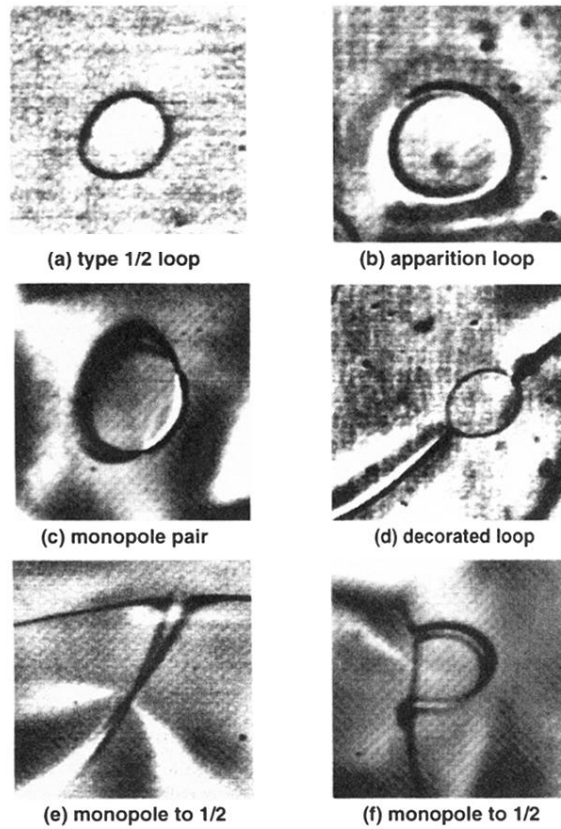 (a) type 1/2 loop
(b) apparition loop
(c) monopole pair
(d) decorated loop
(e) monopole to 1/2
(f) monopole to 1/2